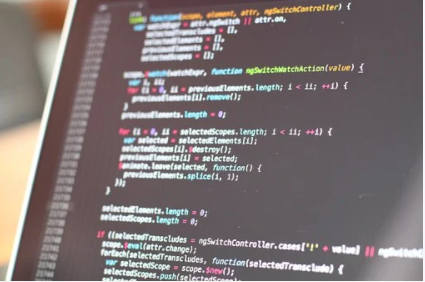 link: function(scope, element, attr, ngSwitchController) {
var watchExpr = attr.ngSwitch || attr.on,
selectedTranscludes = [],
selectedElements = [],
previousElements = [],
selectedScopes = [];
scope.$watch(watchExpr, function ngSwitchWatchAction(value) {
var i, ii;
for (i = 0, ii = previousElements.length; i < ii; ++i) {
previousElements[i].remove();
}
previousElements.length = 0;
for (i = 0, ii = selectedScopes.length; i < ii; ++i) {
var selected = selectedElements[i];
selectedScopes[i].$destroy();
previousElements[i] = selected;
$animate.leave(selected, function() {
previousElements.splice(i, 1);
});
}
selectedElements.length = 0;
selectedScopes.length = 0;
if ((selectedTranscludes = ngSwitchController.cases['!' + value] || ngSwitchC
scope.$eval(attr.change);
forEach(selectedTranscludes, function(selectedTransclude) {
var selectedScope = scope.$new();
selectedScopes.push(selectedScope